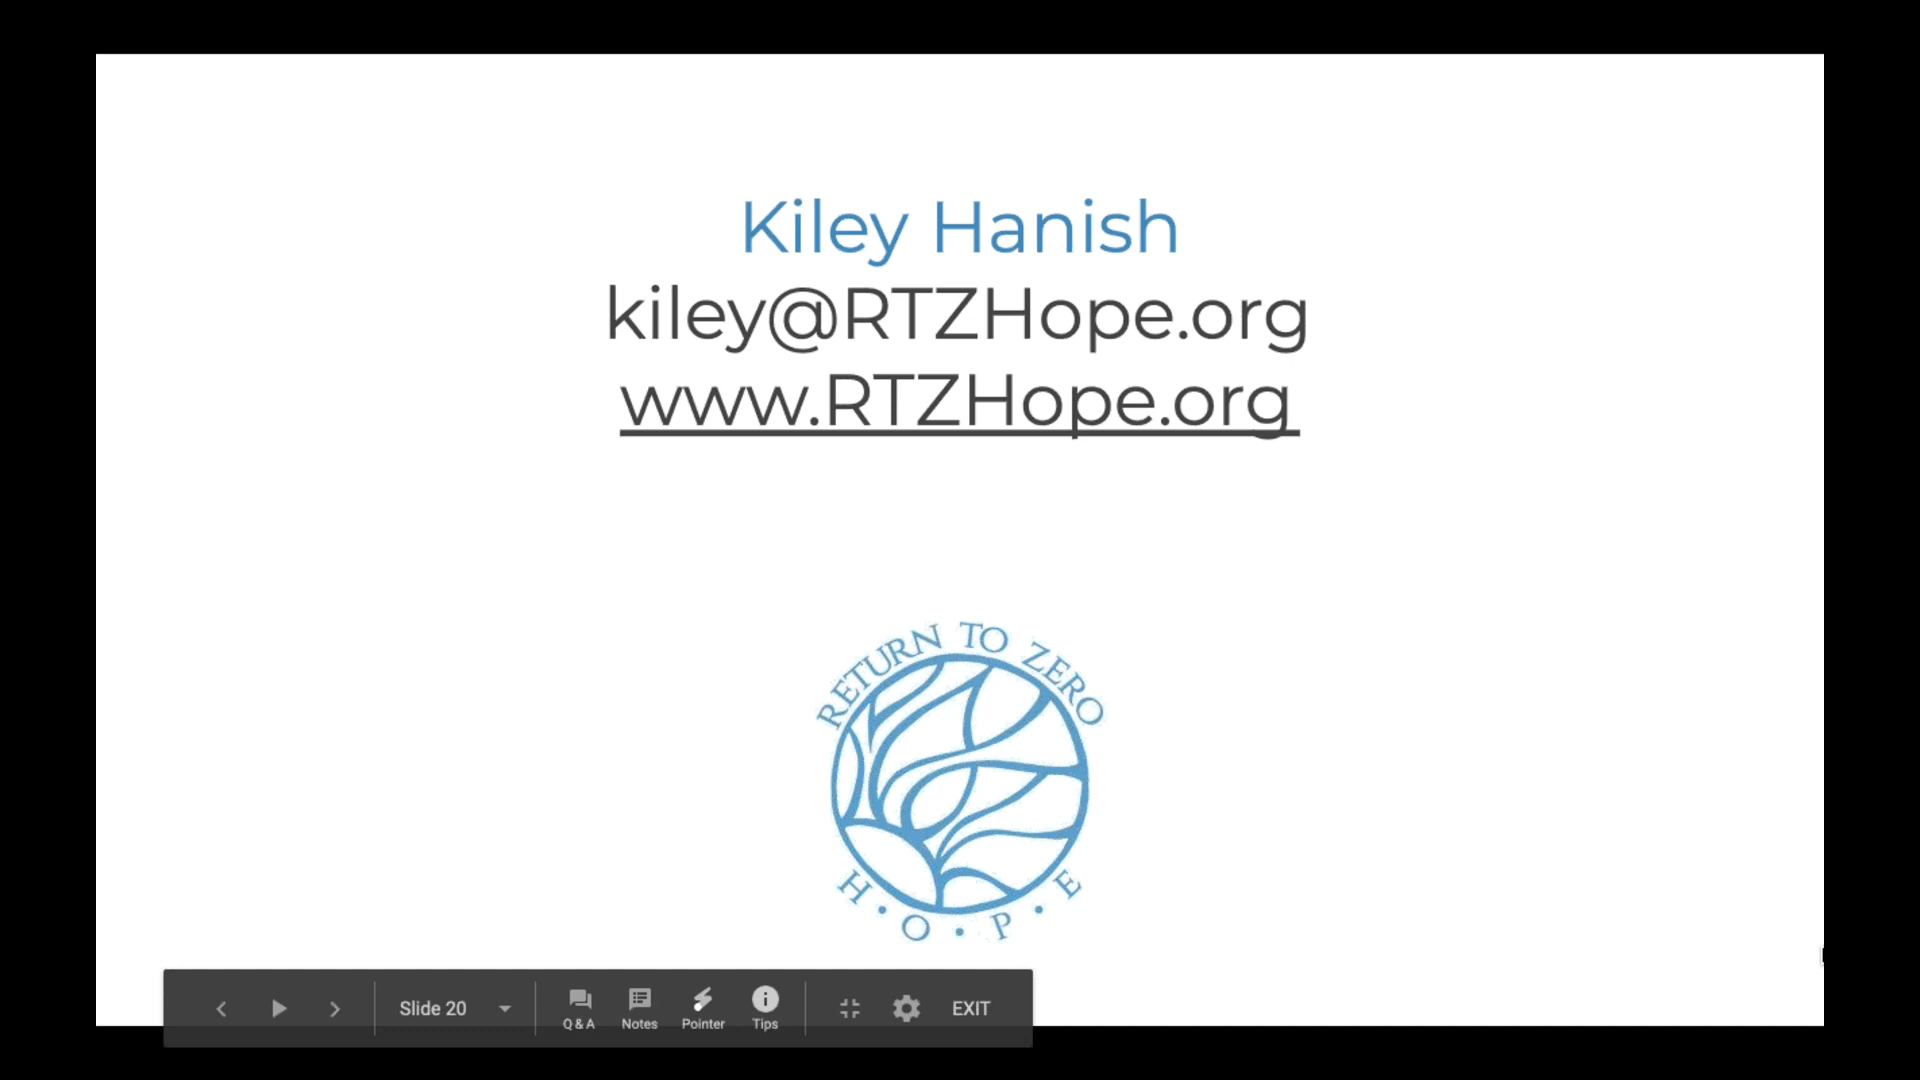 Kiley Hanish
kiley@RTZHope.org
www.RTZHope.org
RETURN TO ZERO
H • O • P • E
Slide 20
Q & A
Notes
Pointer
Tips
EXIT